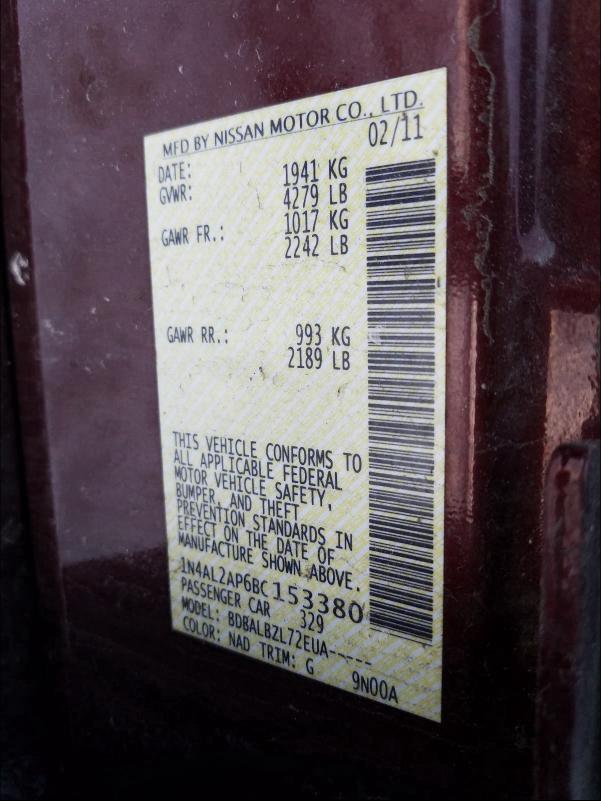 MFD BY NISSAN MOTOR CO., LTD.
DATE: 02/11
GVWR: 1941 KG
4279 LB
GAWR FR.: 1017 KG
2242 LB
GAWR RR.: 993 KG
2189 LB
THIS VEHICLE CONFORMS TO
ALL APPLICABLE FEDERAL
MOTOR VEHICLE SAFETY,
BUMPER, AND THEFT
PREVENTION STANDARDS IN
EFFECT ON THE DATE OF
MANUFACTURE SHOWN ABOVE.
1N4AL2AP6BC153380
PASSENGER CAR 329
MODEL: BDBALBZL72EUA-----
COLOR: NAD TRIM: G 9N00A